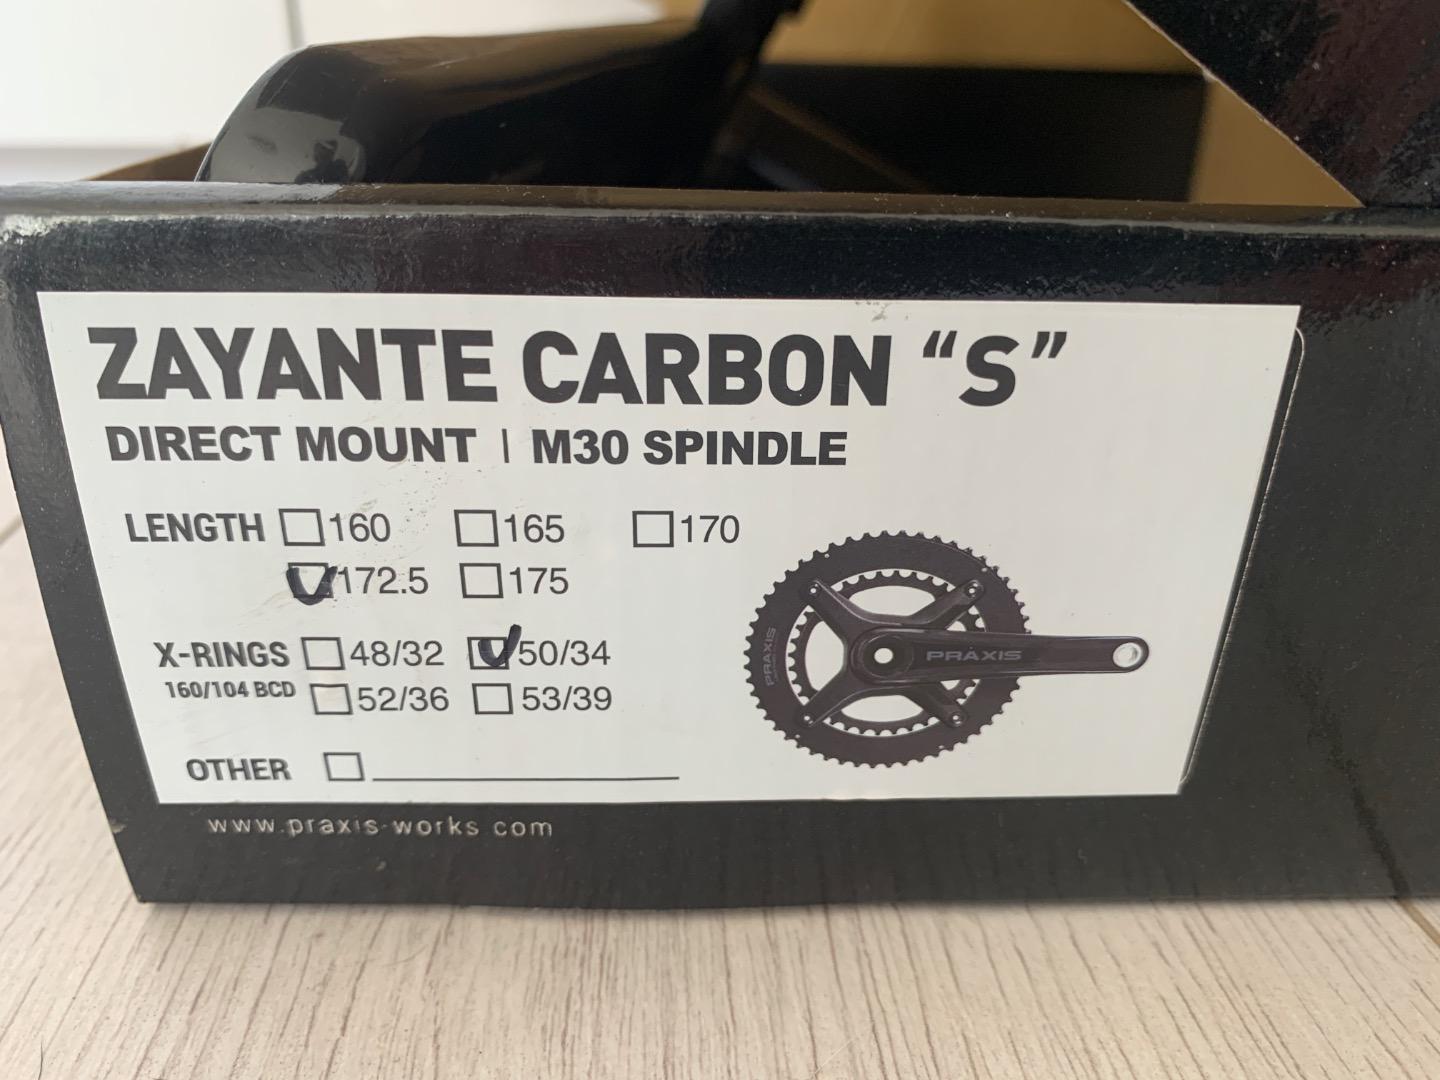 ZAYANTE CARBON “S”
DIRECT MOUNT | M30 SPINDLE
LENGTH 160 165 170
172.5 175
X-RINGS 48/32 50/34
160/104 BCD 52/36 53/39
PRAXIS
PRAXIS
OTHER
www.praxis-works.com